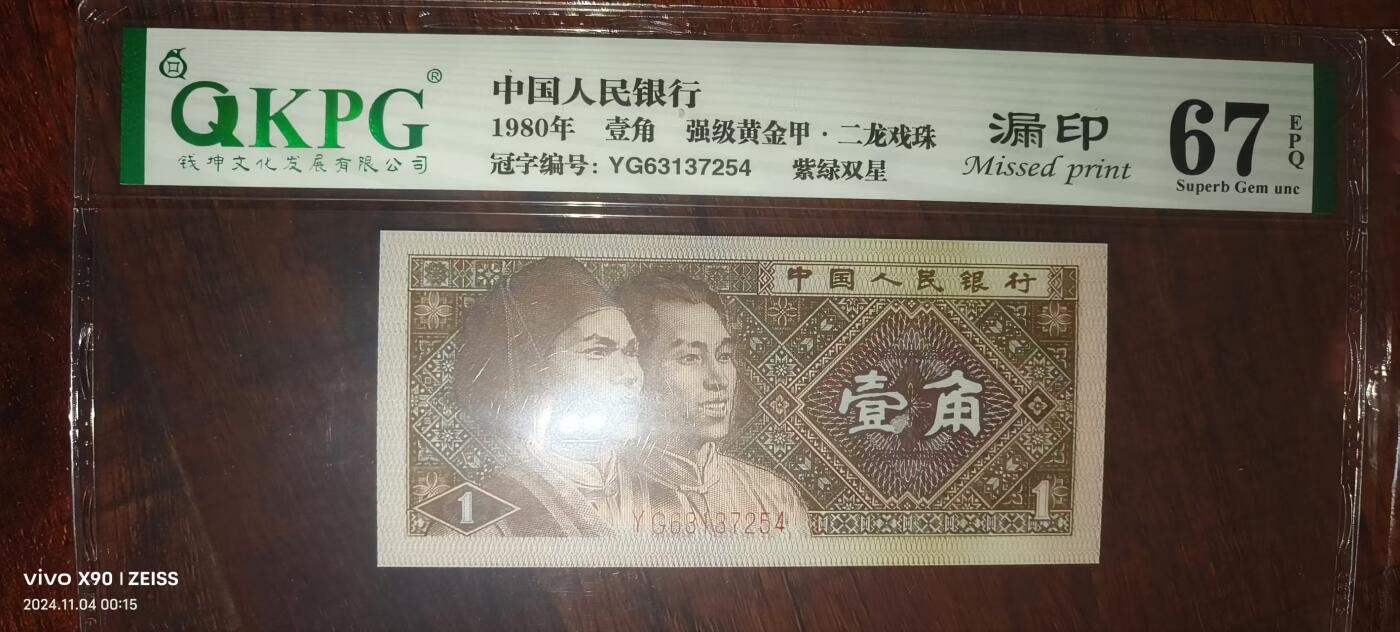 QKPG®
钱坤文化发展有限公司
中国人民银行
1980年 壹角 强级黄金甲·二龙戏珠
冠字编号: YG63137254 紫绿双星
漏印
Missed print
67
EPQ
Superb Gem unc
中国人民银行
壹角
1
1
YG63137254
vivo X90 | ZEISS
2024.11.04 00:15